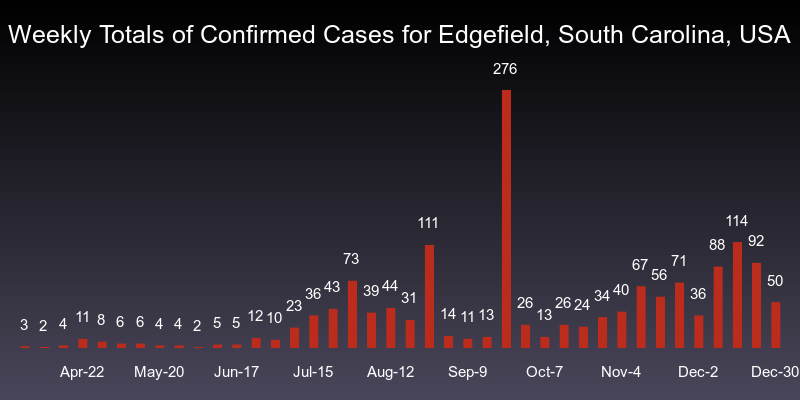 Weekly Totals of Confirmed Cases for Edgefield, South Carolina, USA
276
3 2 4 11 8 6 6 4 4 2 5 5 12 10 23 36 43 73 39 44 31 111 14 11 13 26 13 26 24 34 40 67 56 71 36 88 114 92 50
Apr-22 May-20 Jun-17 Jul-15 Aug-12 Sep-9 Oct-7 Nov-4 Dec-2 Dec-30